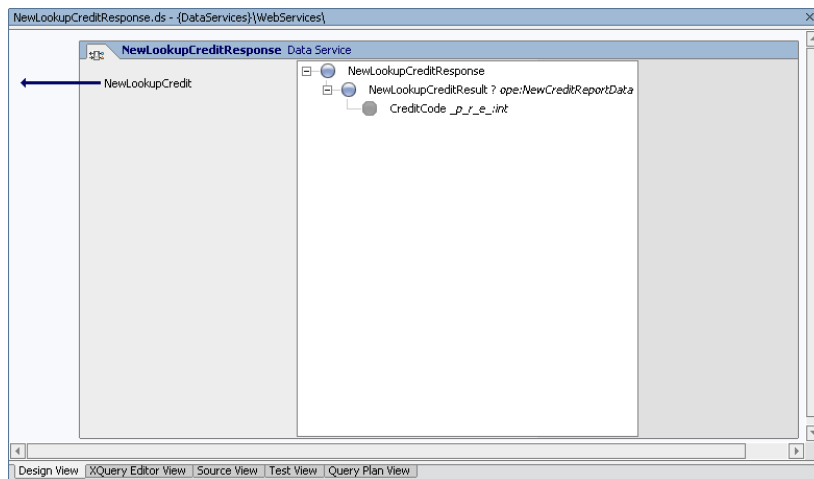 NewLookupCreditResponse.ds - {DataServices}\WebServices\
NewLookupCreditResponse Data Service
NewLookupCredit
NewLookupCreditResponse
NewLookupCreditResult ? ope:NewCreditReportData
CreditCode _p_r_e_:int
Design View XQuery Editor View Source View Test View Query Plan View